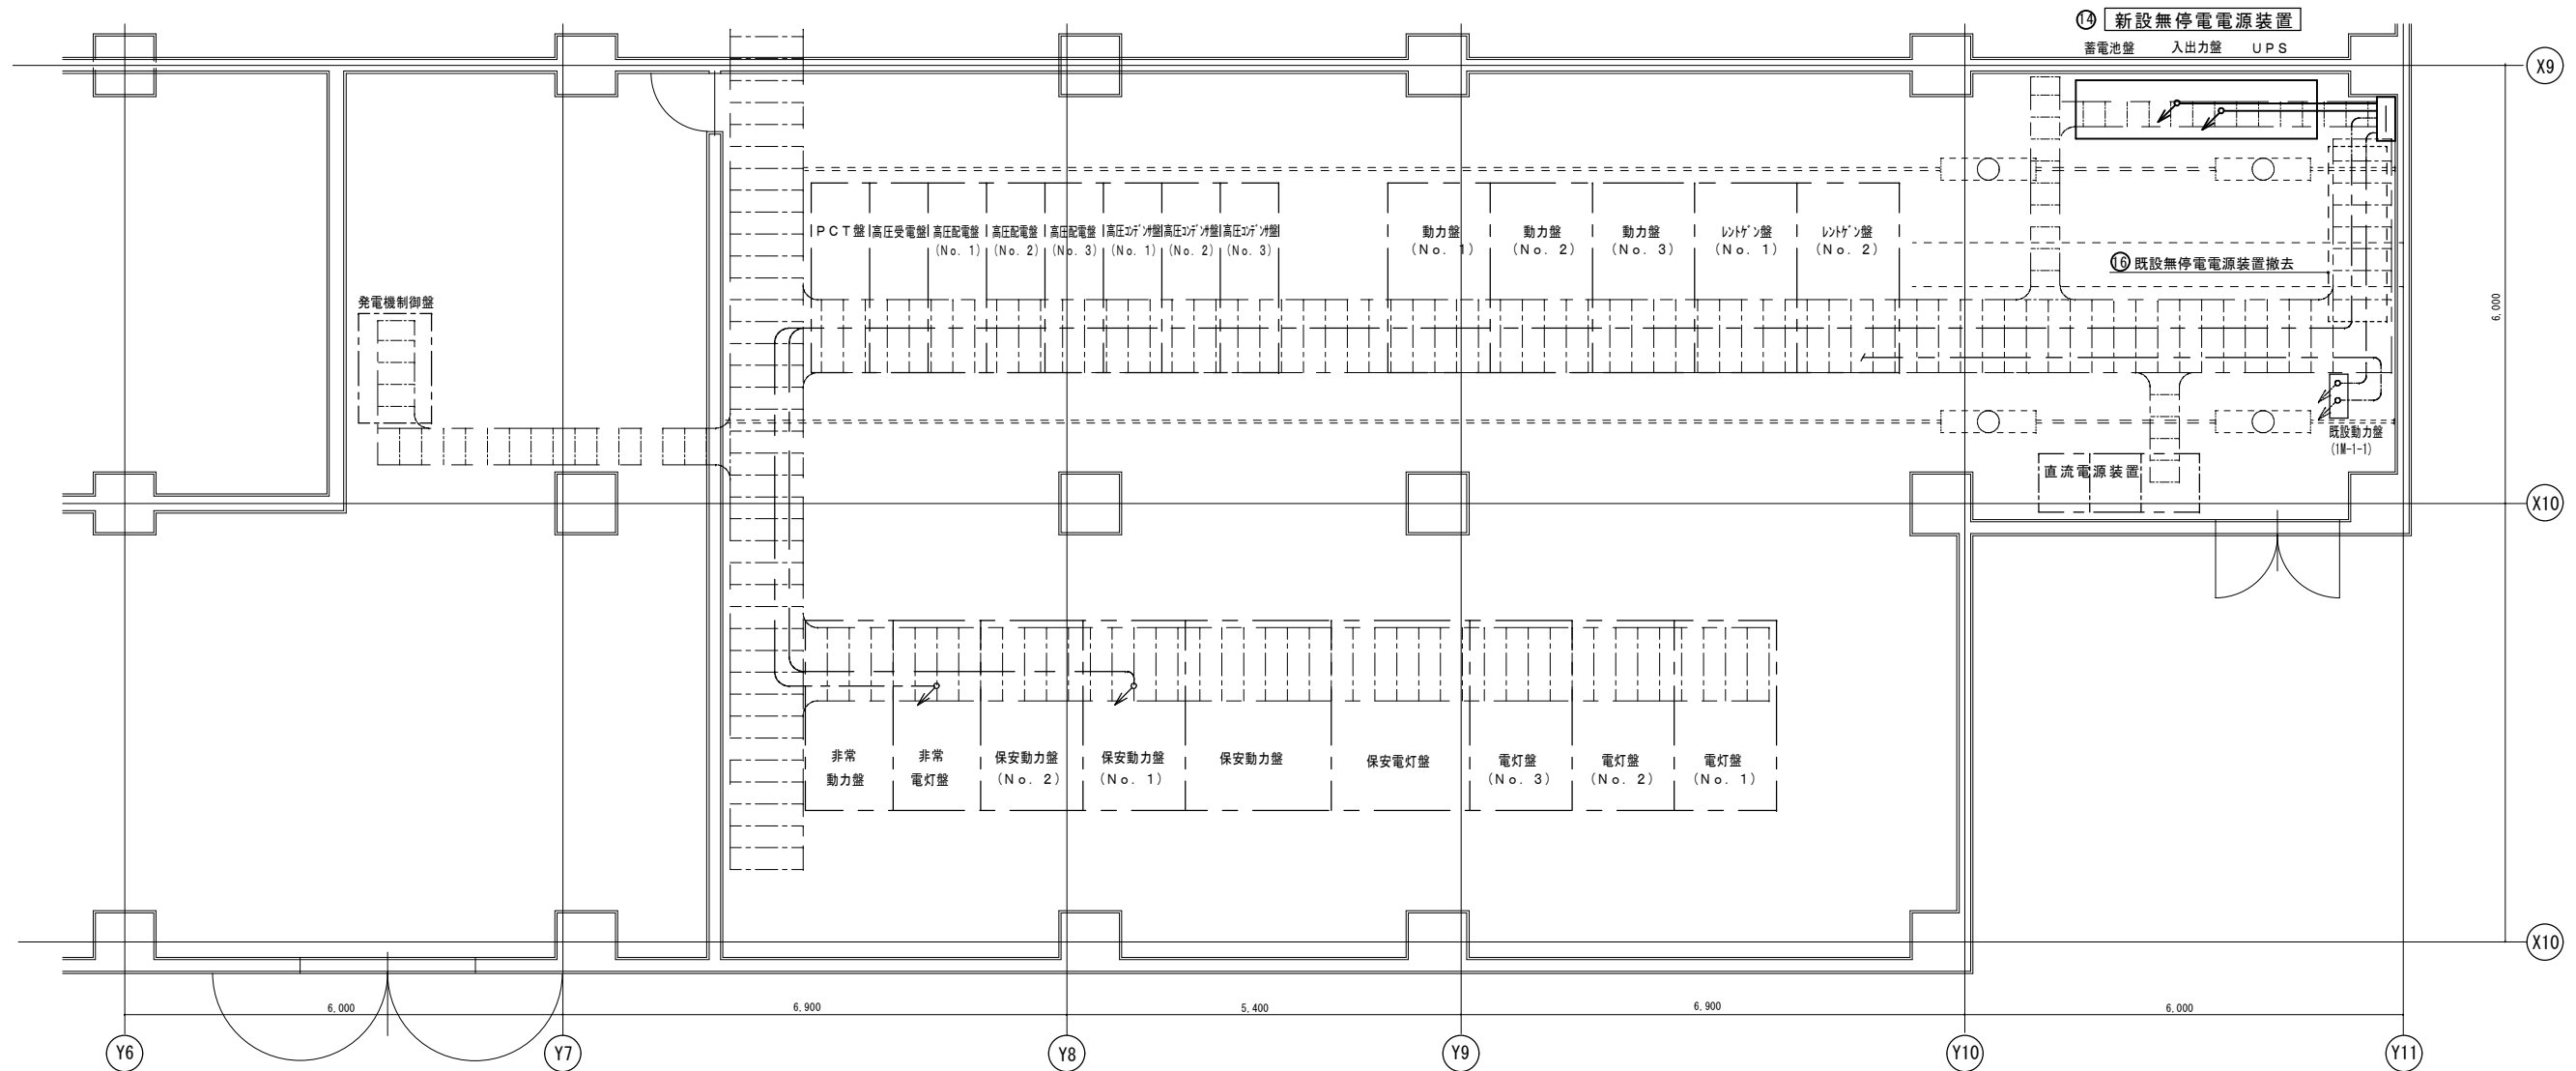 ⑭ 新設無停電電源装置
蓄電池盤 入出力盤 UPS
X9
PCT盤
高圧受電盤
高圧配電盤
(No. 1)
高圧配電盤
(No. 2)
高圧配電盤
(No. 3)
高圧ｺﾝﾃﾞﾝｻ盤
(No. 1)
高圧ｺﾝﾃﾞﾝｻ盤
(No. 2)
高圧ｺﾝﾃﾞﾝｻ盤
(No. 3)
動力盤
(No. 1)
動力盤
(No. 2)
動力盤
(No. 3)
ﾚﾝﾄｹﾞﾝ盤
(No. 1)
ﾚﾝﾄｹﾞﾝ盤
(No. 2)
⑯ 既設無停電電源装置撤去
発電機制御盤
6,000
既設動力盤
(1M-1-1)
直流電源装置
X10
非常
動力盤
非常
電灯盤
保安動力盤
(No. 2)
保安動力盤
(No. 1)
保安動力盤
保安電灯盤
電灯盤
(No. 3)
電灯盤
(No. 2)
電灯盤
(No. 1)
X10
6,000
6,900
5,400
6,900
6,000
Y6
Y7
Y8
Y9
Y10
Y11